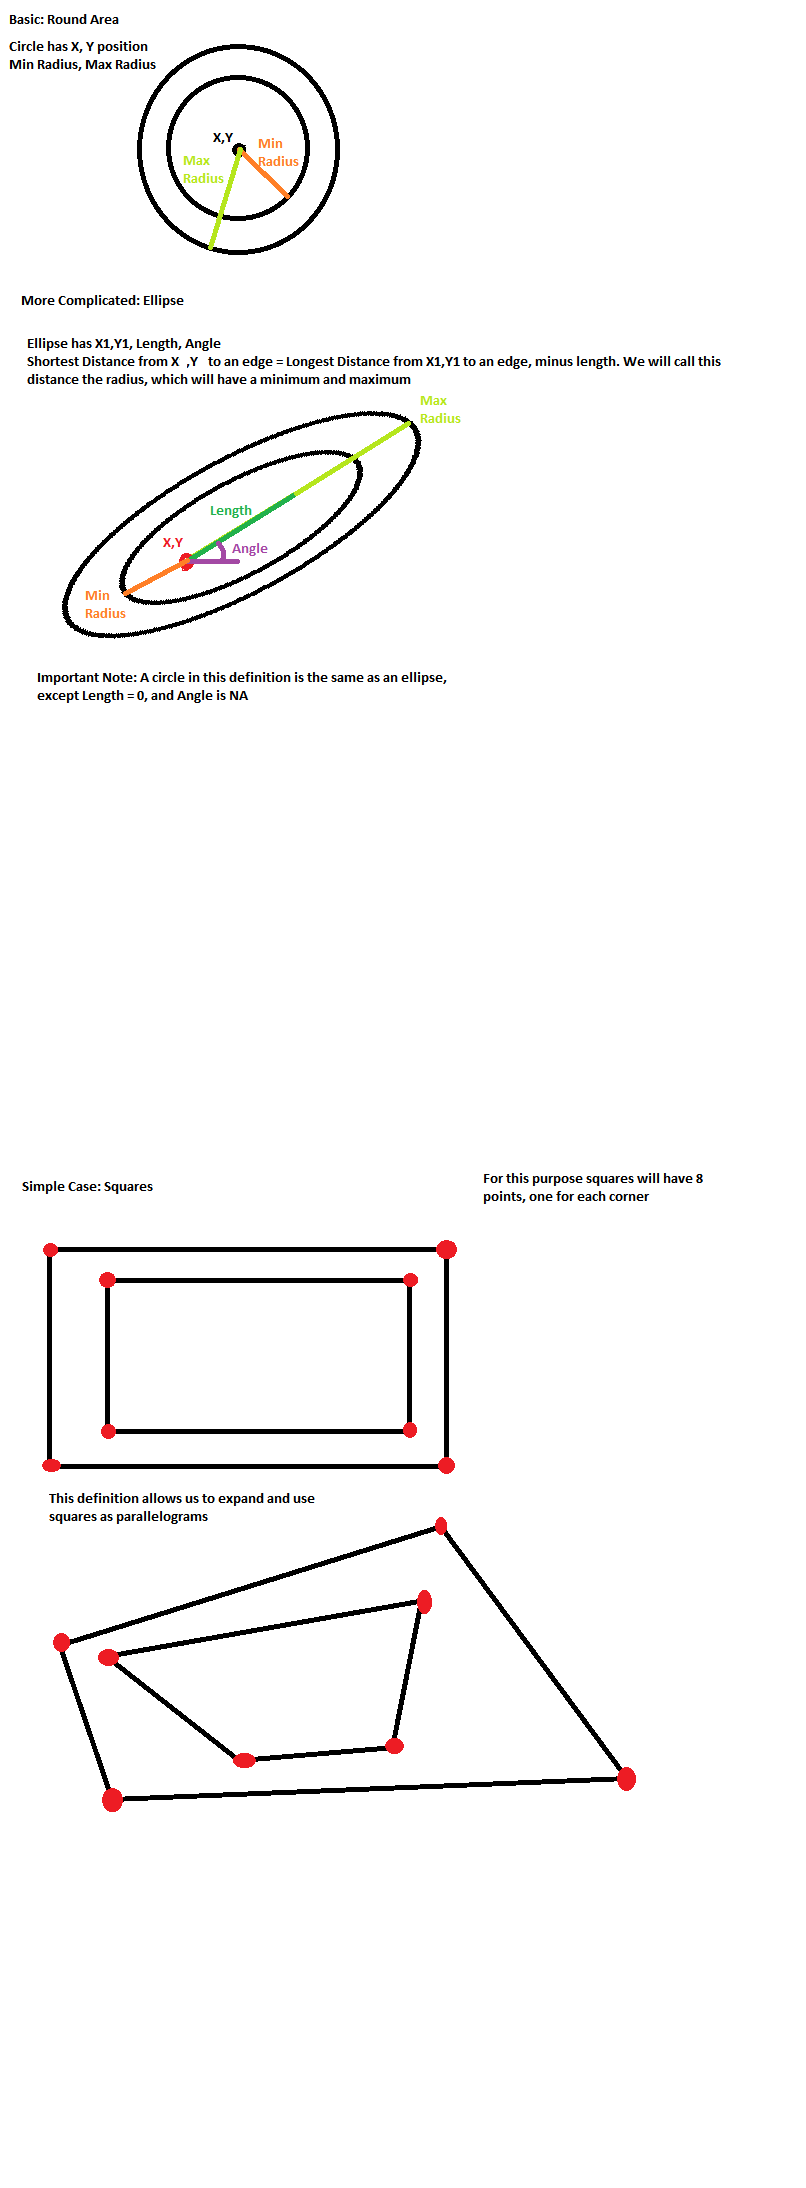 Basic: Round Area
Circle has X, Y position
Min Radius, Max Radius
X,Y
Min
Radius
Max
Radius
More Complicated: Ellipse
Ellipse has X1,Y1, Length, Angle
Shortest Distance from X ,Y to an edge = Longest Distance from X1,Y1 to an edge, minus length. We will call this
distance the radius, which will have a minimum and maximum
Max
Radius
Length
X,Y
Angle
Min
Radius
Important Note: A circle in this definition is the same as an ellipse,
except Length = 0, and Angle is NA
Simple Case: Squares
For this purpose squares will have 8
points, one for each corner
This definition allows us to expand and use
squares as parallelograms